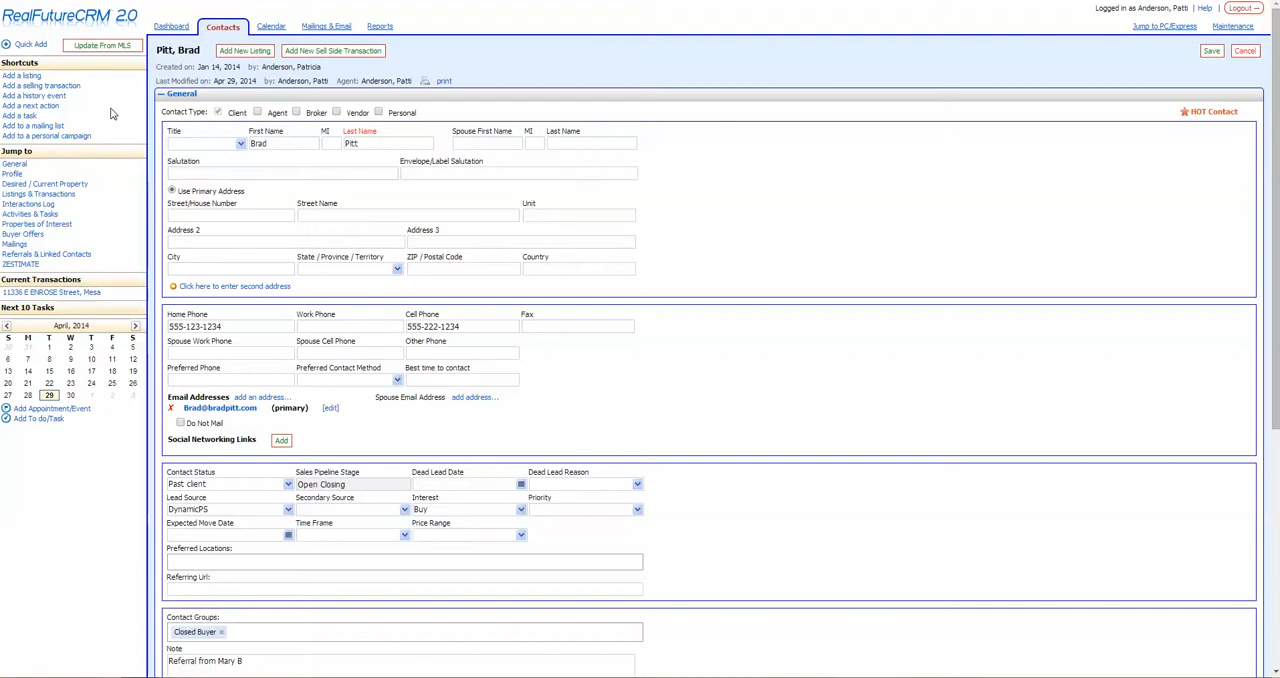 RealFutureCRM 2.0
Logged in as Anderson, Patti | Help | Logout
Dashboard Contacts Calendar Mailings & Email Reports
Jump to PC/Express Maintenance
Quick Add Update From MLS
Pitt, Brad Add New Listing Add New Sell Side Transaction Save Cancel
Created on: Jan 14, 2014 by: Anderson, Patricia
Last Modified on: Apr 29, 2014 by: Anderson, Patti Agent: Anderson, Patti print
Shortcuts
Add a listing
Add a selling transaction
Add a history event
Add a next action
Add a task
Add to a mailing list
Add to a personal campaign
Jump to
General
Profile
Desired / Current Property
Listings & Transactions
Interactions Log
Activities & Tasks
Properties of Interest
Buyer Offers
Mailings
Referrals & Linked Contacts
ZESTIMATE
Current Transactions
11336 E ENROSE Street, Mesa
Next 10 Tasks
April, 2014
S M T W T F S
30 31 1 2 3 4 5
6 7 8 9 10 11 12
13 14 15 16 17 18 19
20 21 22 23 24 25 26
27 28 29 30 1 2 3
Add Appointment/Event
Add To do/Task
General
Contact Type: Client Agent Broker Vendor Personal
HOT Contact
Title First Name MI Last Name Spouse First Name MI Last Name
Brad Pitt
Salutation Envelope/Label Salutation
Use Primary Address
Street/House Number Street Name Unit
Address 2 Address 3
City State / Province / Territory ZIP / Postal Code Country
Click here to enter second address
Home Phone Work Phone Cell Phone Fax
555-123-1234 555-222-1234
Spouse Work Phone Spouse Cell Phone Other Phone
Preferred Phone Preferred Contact Method Best time to contact
Email Addresses add an address... Spouse Email Address add address...
X Brad@bradpitt.com (primary) [edit]
Do Not Mail
Social Networking Links Add
Contact Status Sales Pipeline Stage Dead Lead Date Dead Lead Reason
Past client Open Closing
Lead Source Secondary Source Interest Priority
DynamicPS Buy
Expected Move Date Time Frame Price Range
Preferred Locations:
Referring Url:
Contact Groups:
Closed Buyer x
Note
Referral from Mary B